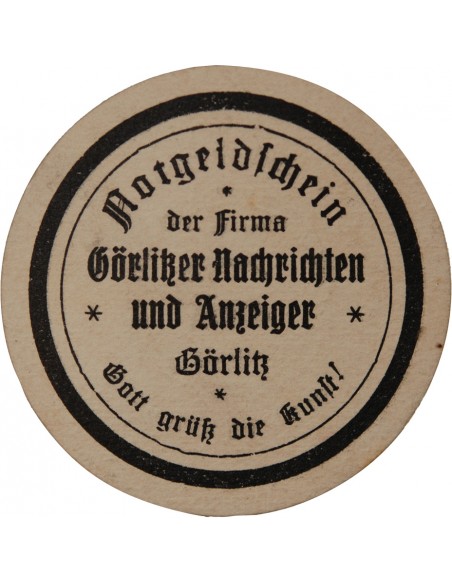 Notgeldschein
*
der Firma
Görlitzer Nachrichten
* und Anzeiger *
Görlitz
*
Gott grüß die Kunst!